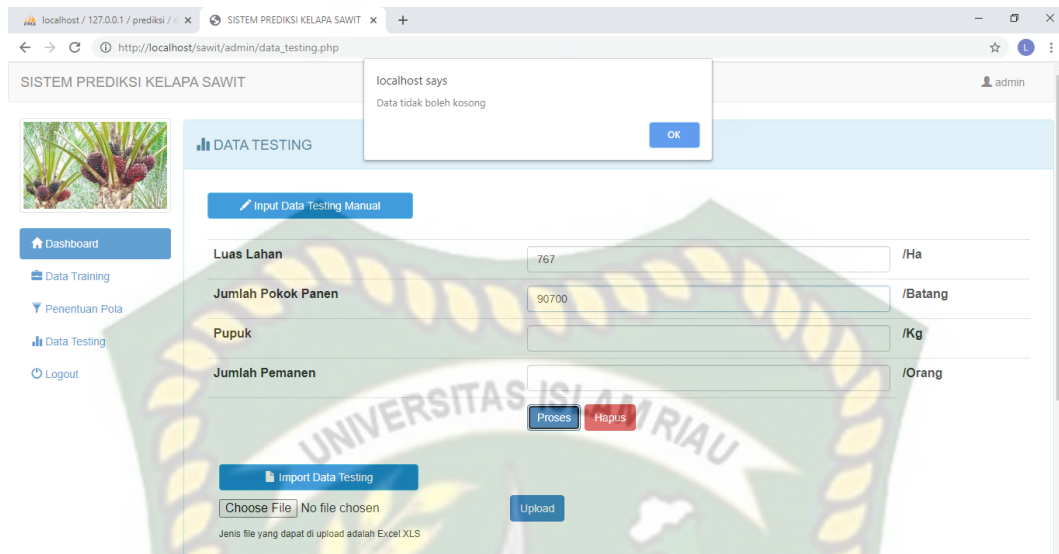 localhost / 127.0.0.1 / prediksi /
SISTEM PREDIKSI KELAPA SAWIT
http://localhost/sawit/admin/data_testing.php
L
SISTEM PREDIKSI KELAPA SAWIT
admin
localhost says
Data tidak boleh kosong
OK
DATA TESTING
Input Data Testing Manual
Dashboard
Data Training
Penentuan Pola
Data Testing
Logout
Luas Lahan 767 /Ha
Jumlah Pokok Panen 90700 /Batang
Pupuk /Kg
Jumlah Pemanen /Orang
Proses Hapus
UNIVERSITAS ISLAM RIAU
Import Data Testing
Choose File No file chosen Upload
Jenis file yang dapat di upload adalah Excel.XLS